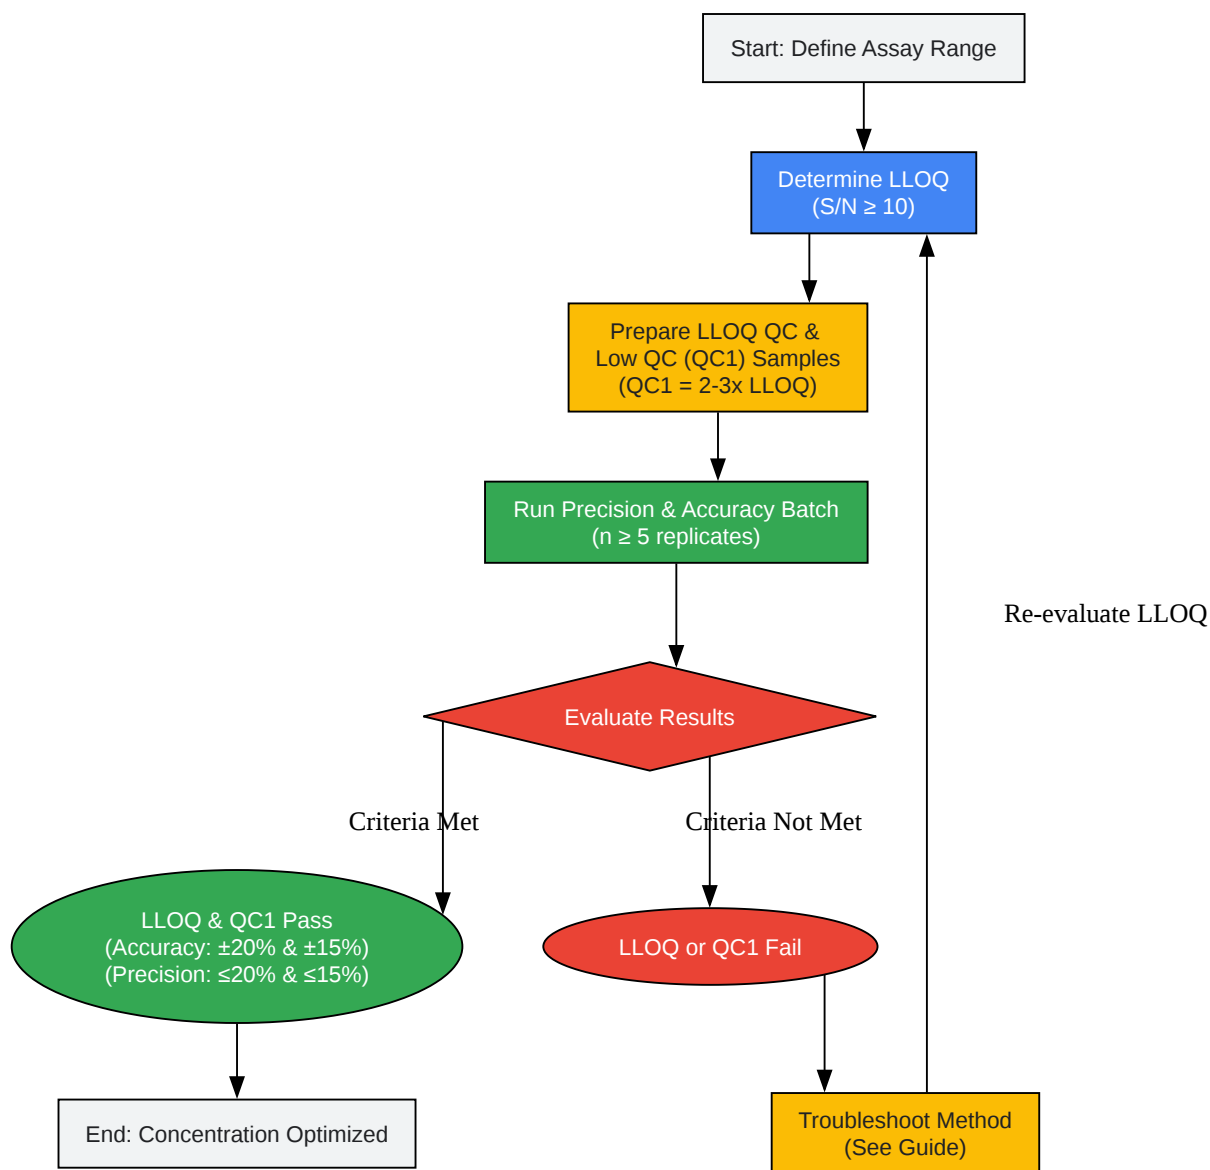 Start: Define Assay Range
Determine LLOQ
(S/N ≥ 10)
Prepare LLOQ QC &
Low QC (QC1) Samples
(QC1 = 2-3x LLOQ)
Run Precision & Accuracy Batch
(n ≥ 5 replicates)
Re-evaluate LLOQ
Evaluate Results
Criteria Met
Criteria Not Met
LLOQ & QC1 Pass
(Accuracy: ±20% & ±15%)
(Precision: ≤20% & ≤15%)
LLOQ or QC1 Fail
End: Concentration Optimized
Troubleshoot Method
(See Guide)